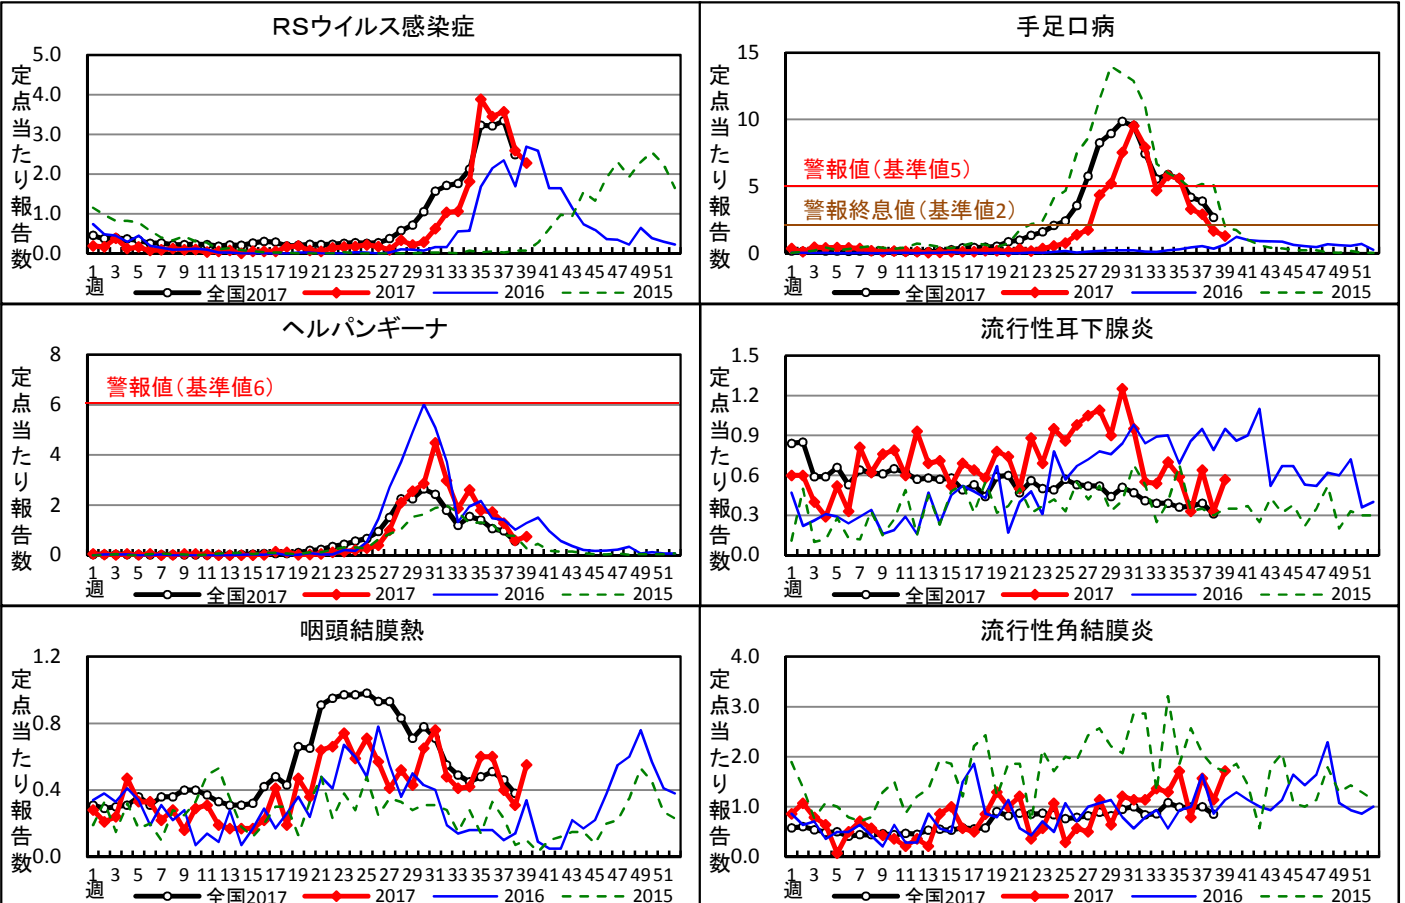 RSウイルス感染症
定点当たり報告数
5.0
4.0
3.0
2.0
1.0
0.0
1 3 5 7 9 11 13 15 17 19 21 23 25 27 29 31 33 35 37 39 41 43 45 47 49 51
週
全国2017 2017 2016 2015
手足口病
定点当たり報告数
15
10
5
0
警報値(基準値5)
警報終息値(基準値2)
1 3 5 7 9 11 13 15 17 19 21 23 25 27 29 31 33 35 37 39 41 43 45 47 49 51
週
全国2017 2017 2016 2015
ヘルパンギーナ
定点当たり報告数
8
6
4
2
0
警報値(基準値6)
1 3 5 7 9 11 13 15 17 19 21 23 25 27 29 31 33 35 37 39 41 43 45 47 49 51
週
全国2017 2017 2016 2015
流行性耳下腺炎
定点当たり報告数
1.5
1.2
0.9
0.6
0.3
0.0
1 3 5 7 9 11 13 15 17 19 21 23 25 27 29 31 33 35 37 39 41 43 45 47 49 51
週
全国2017 2017 2016 2015
咽頭結膜熱
定点当たり報告数
1.2
0.8
0.4
0.0
1 3 5 7 9 11 13 15 17 19 21 23 25 27 29 31 33 35 37 39 41 43 45 47 49 51
週
全国2017 2017 2016 2015
流行性角結膜炎
定点当たり報告数
4.0
3.0
2.0
1.0
0.0
1 3 5 7 9 11 13 15 17 19 21 23 25 27 29 31 33 35 37 39 41 43 45 47 49 51
週
全国2017 2017 2016 2015